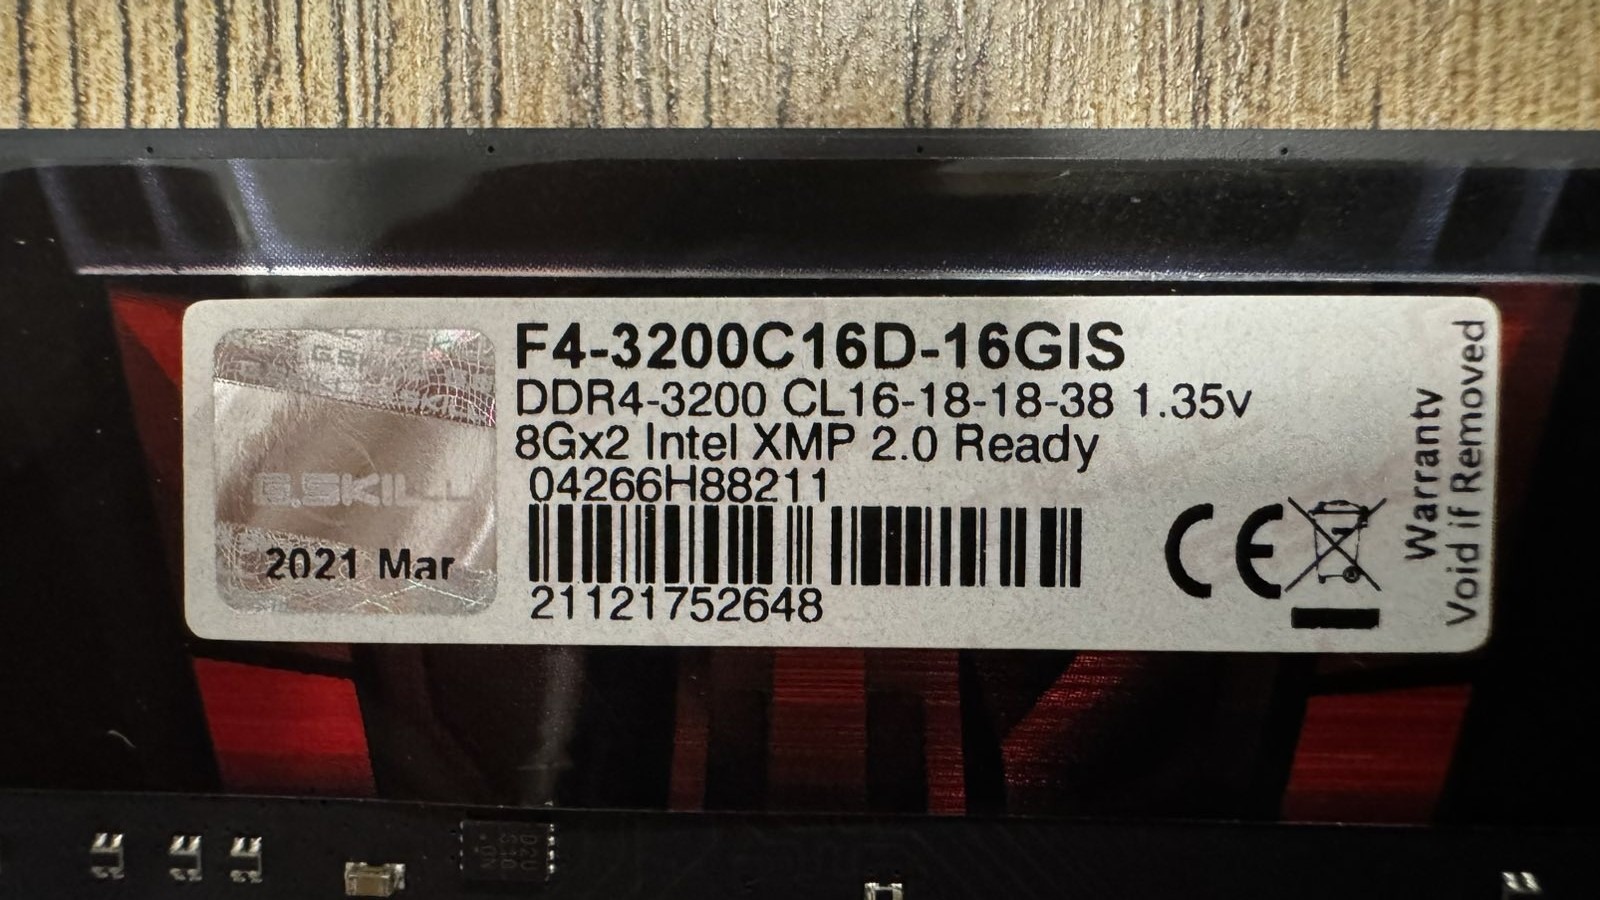 F4-3200C16D-16GIS
DDR4-3200 CL16-18-18-38 1.35v
8Gx2 Intel XMP 2.0 Ready
04266H88211
21121752648
G.SKILL
2021 Mar
CE
Warranty
Void if Removed